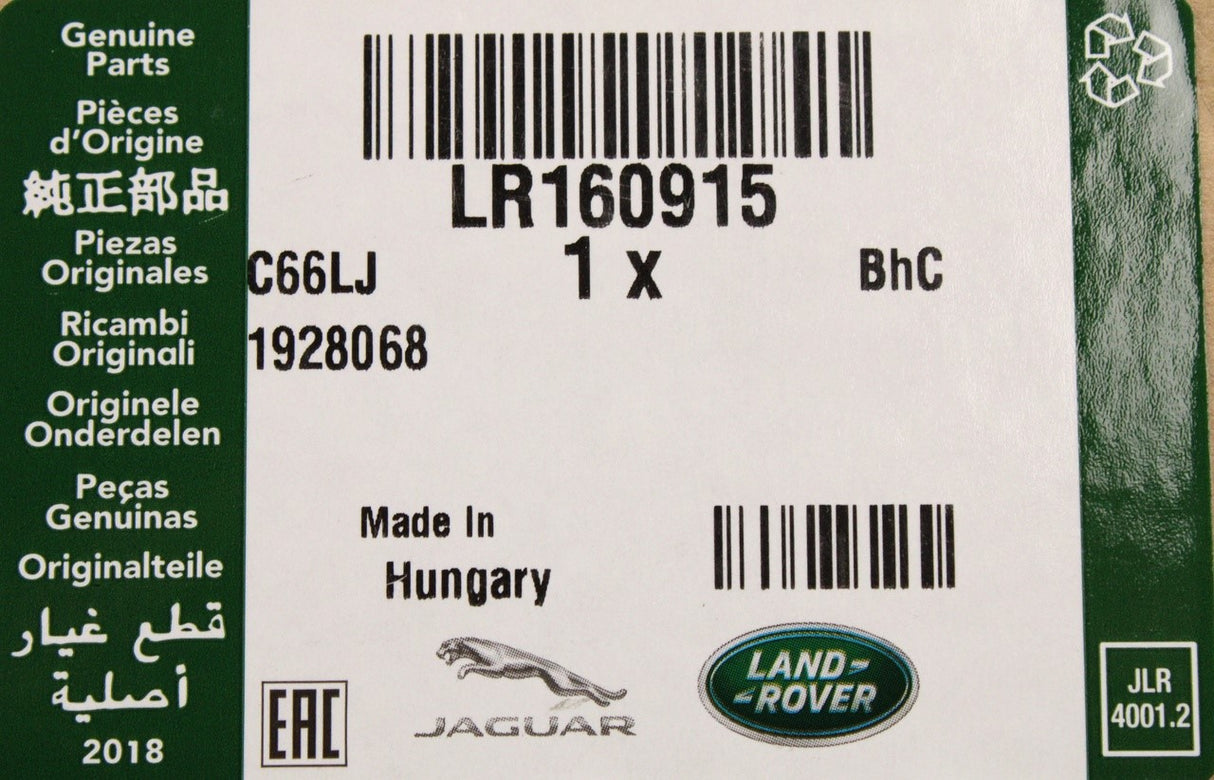 Genuine
Parts
Pièces
d'Origine
純正部品
Piezas
Originales
Ricambi
Originali
Originele
Onderdelen
Peças
Genuinas
Originalteile
قطع غيار
أصلية
2018
LR160915
C66LJ 1 x BhC
1928068
Made In
Hungary
EAC
JAGUAR
LAND-
-ROVER
JLR
4001.2